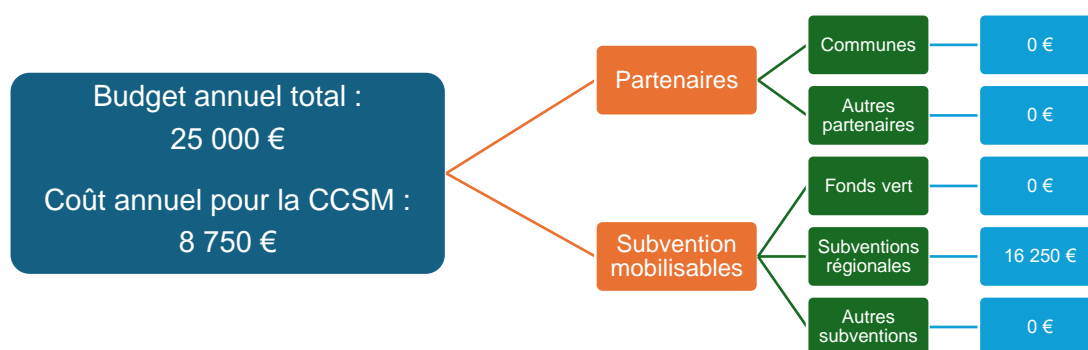 Budget annuel total :
25 000 €
Coût annuel pour la CCSM :
8 750 €
Partenaires
Communes
0 €
Autres
partenaires
0 €
Subvention
mobilisables
Fonds vert
0 €
Subventions
régionales
16 250 €
Autres
subventions
0 €